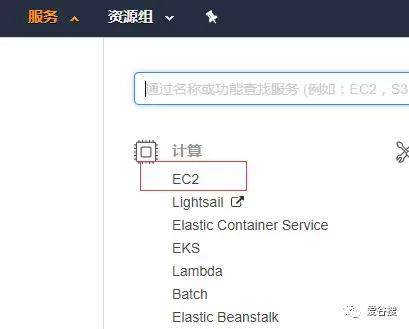 服务 资源组
通过名称或功能查找服务 (例如：EC2，S3
计算
EC2
Lightsail
Elastic Container Service
EKS
Lambda
Batch
Elastic Beanstalk
爱谷搜